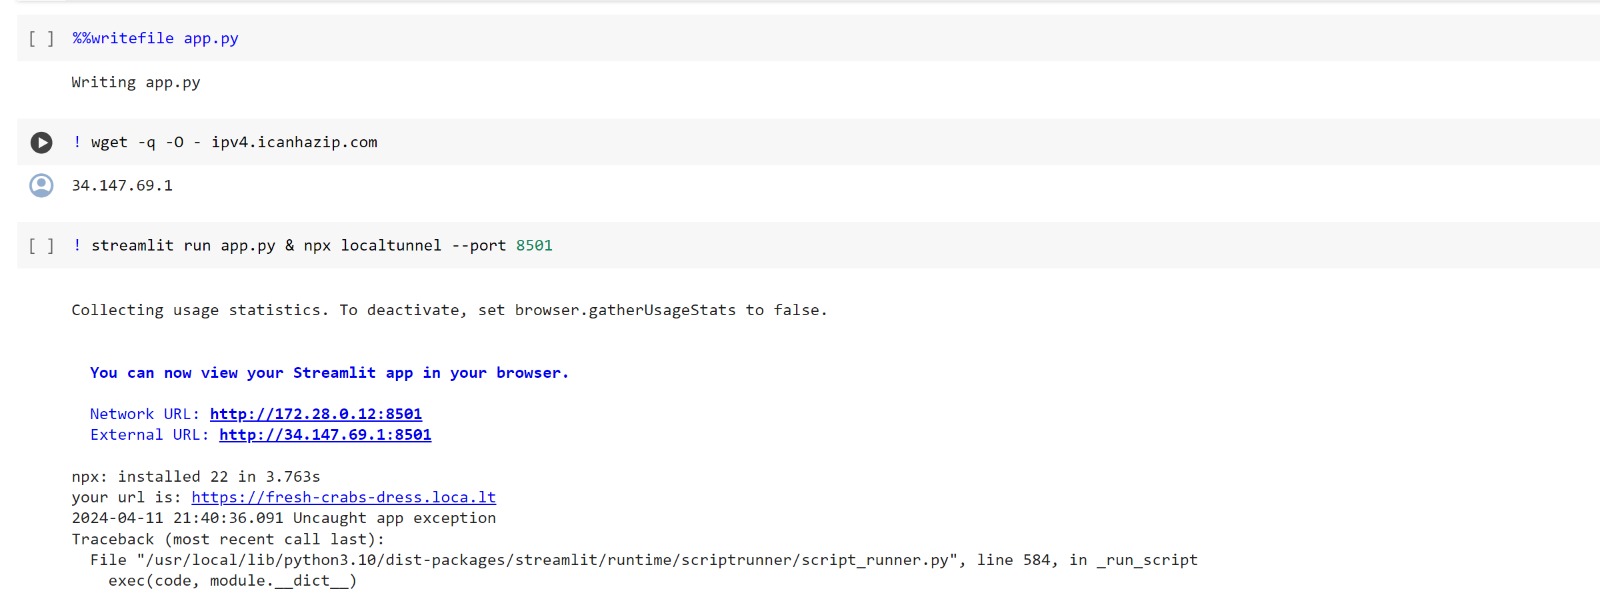 [ ] %%writefile app.py
Writing app.py
! wget -q -O - ipv4.icanhazip.com
34.147.69.1
[ ] ! streamlit run app.py & npx localtunnel --port 8501
Collecting usage statistics. To deactivate, set browser.gatherUsageStats to false.
You can now view your Streamlit app in your browser.
Network URL: http://172.28.0.12:8501
External URL: http://34.147.69.1:8501
npx: installed 22 in 3.763s
your url is: https://fresh-crabs-dress.loca.lt
2024-04-11 21:40:36.091 Uncaught app exception
Traceback (most recent call last):
File "/usr/local/lib/python3.10/dist-packages/streamlit/runtime/scriptrunner/script_runner.py", line 584, in _run_script
exec(code, module.__dict__)